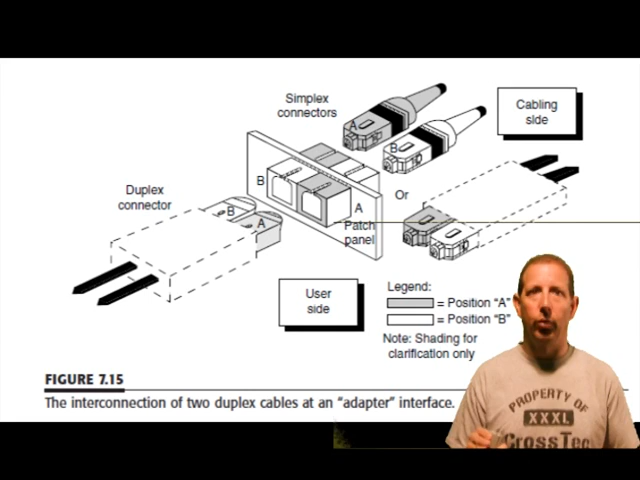 Simplex
connectors
A
B
Cabling
side
Duplex
connector
B
A
B
A
Or
Patch
panel
User
side
Legend:
= Position “A”
= Position “B”
Note: Shading for
clarification only
FIGURE 7.15
The interconnection of two duplex cables at an “adapter” interface.
PROPERTY OF
XXXL
CrossTec